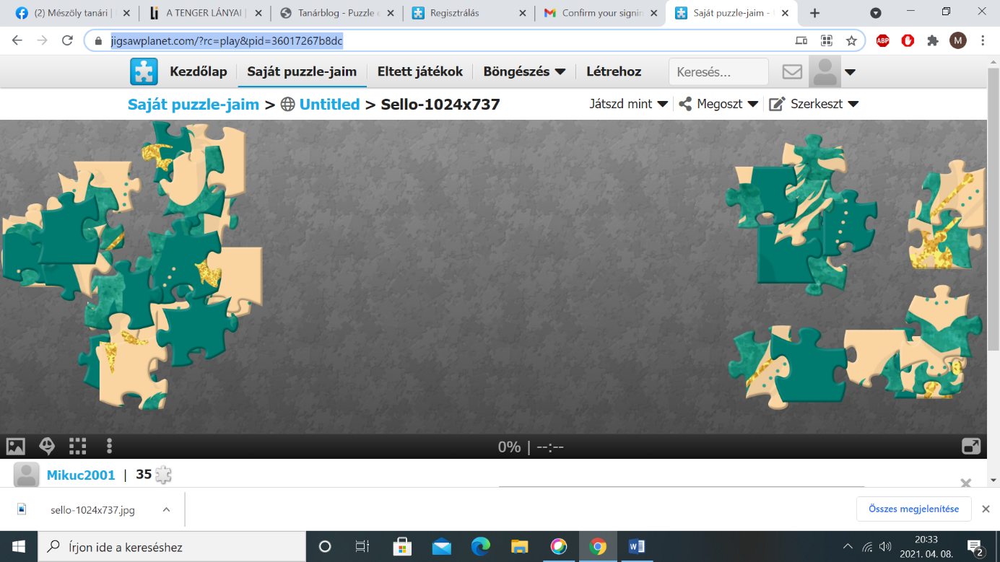 (2) Mészöly tanári |
A TENGER LÁNYAI |
Tanárblog - Puzzle e
Regisztrálás
Confirm your signin
Saját puzzle-jaim -
jigsawplanet.com/?rc=play&pid=36017267b8dc
ABP
M
Kezdőlap
Saját puzzle-jaim
Eltett játékok
Böngészés
Létrehoz
Keresés...
Saját puzzle-jaim > Untitled > Sello-1024x737
Játszd mint
Megoszt
Szerkeszt
0% | --:--
Mikuc2001 | 35
sello-1024x737.jpg
Összes megjelenítése
Írjon ide a kereséshez
20:33
2021. 04. 08.
2